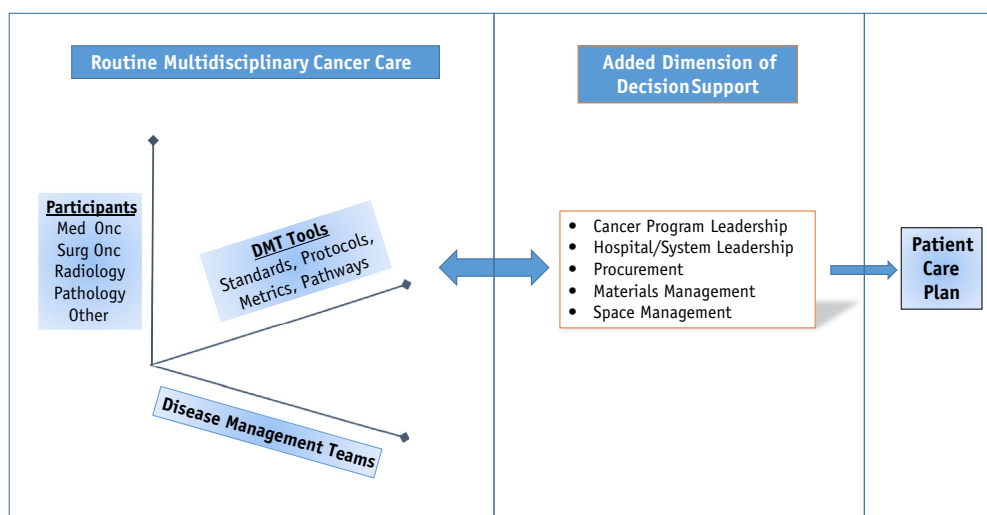 Routine Multidisciplinary Cancer Care
Participants
Med Onc
Surg Onc
Radiology
Pathology
Other
DMT Tools
Standards, Protocols,
Metrics, Pathways
Disease Management Teams
Added Dimension of
Decision Support
• Cancer Program Leadership
• Hospital/System Leadership
• Procurement
• Materials Management
• Space Management
Patient
Care
Plan